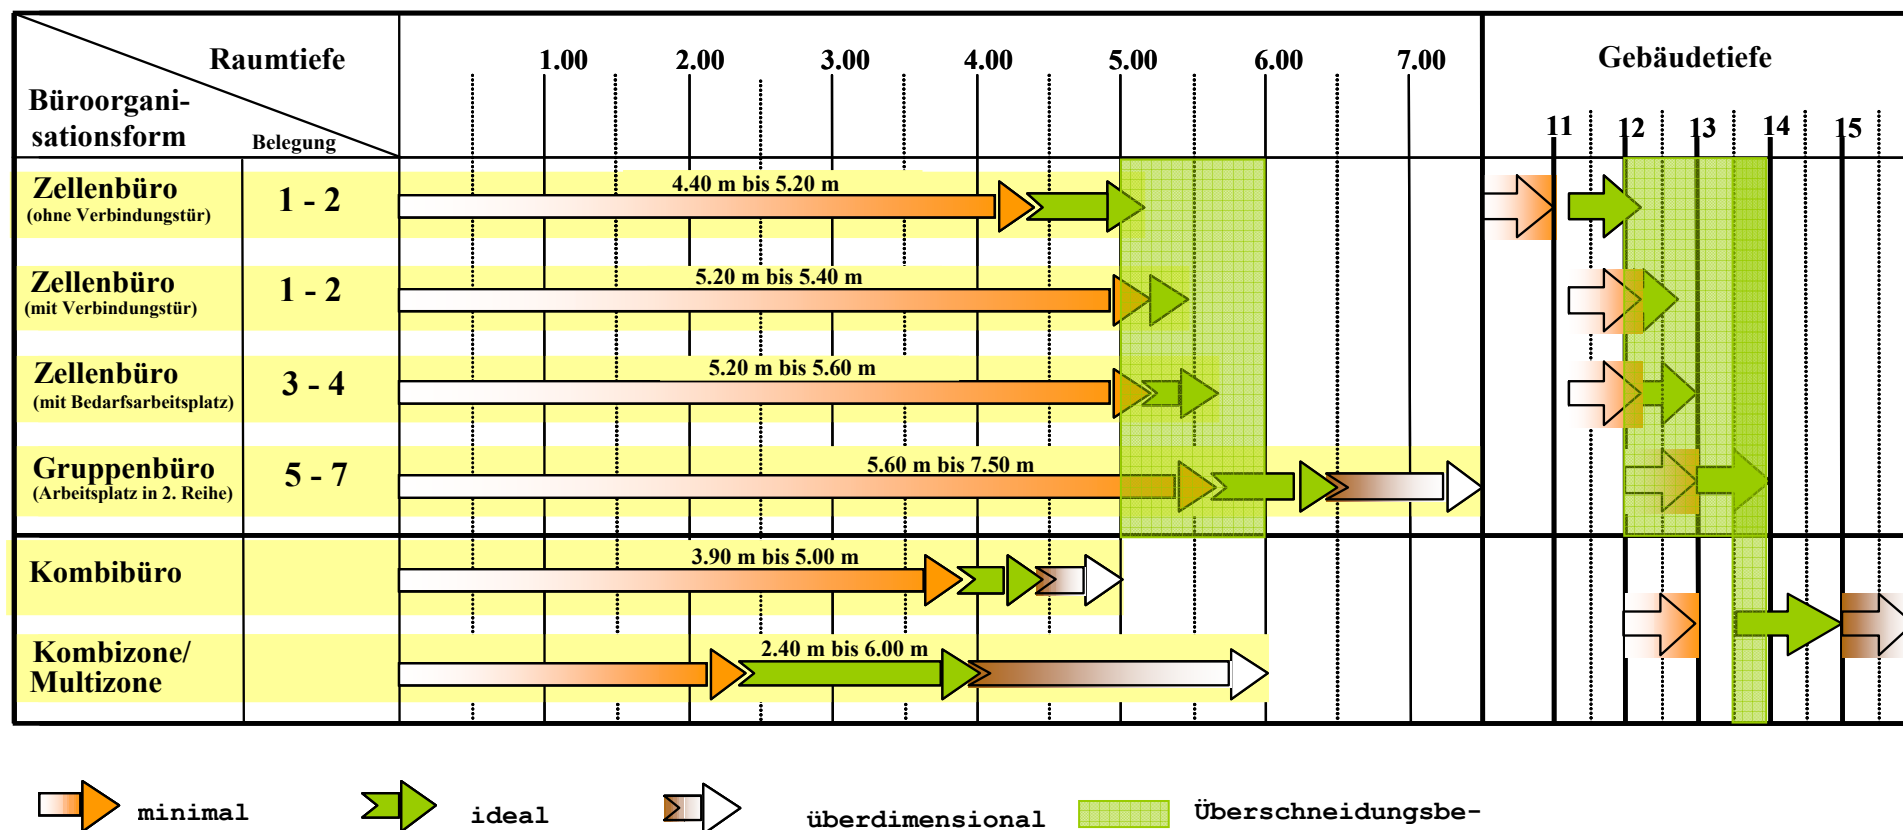 Raumtiefe
1.00 2.00 3.00 4.00 5.00 6.00 7.00
Gebäudetiefe
Büroorgani-
sationsform
Belegung
11 12 13 14 15
Zellenbüro
(ohne Verbindungstür)
1 - 2
4.40 m bis 5.20 m
Zellenbüro
(mit Verbindungstür)
1 - 2
5.20 m bis 5.40 m
Zellenbüro
(mit Bedarfsarbeitsplatz)
3 - 4
5.20 m bis 5.60 m
Gruppenbüro
(Arbeitsplatz in 2. Reihe)
5 - 7
5.60 m bis 7.50 m
Kombibüro
3.90 m bis 5.00 m
Kombizone/
Multizone
2.40 m bis 6.00 m
minimal
ideal
überdimensional
Überschneidungsbe-